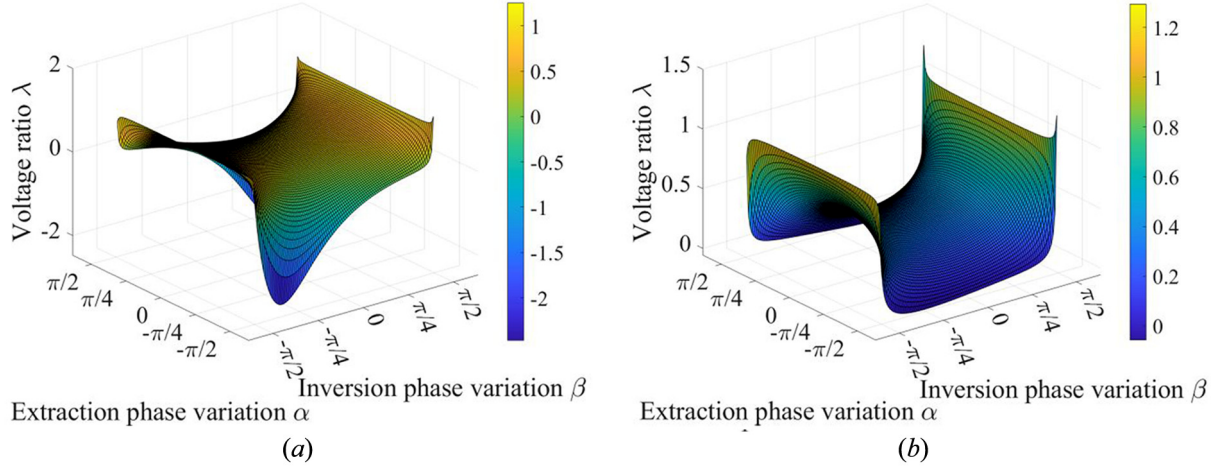 2
0
-2
Voltage ratio λ
π/2
π/4
0
-π/4
-π/2
-π/2
-π/4
0
π/4
π/2
Inversion phase variation β
Extraction phase variation α
1
0.5
0
-0.5
-1
-1.5
-2
(a)
1.5
1
0.5
0
Voltage ratio λ
π/2
π/4
0
-π/4
-π/2
-π/2
-π/4
0
π/4
π/2
Inversion phase variation β
Extraction phase variation α
1.2
1
0.8
0.6
0.4
0.2
0
(b)